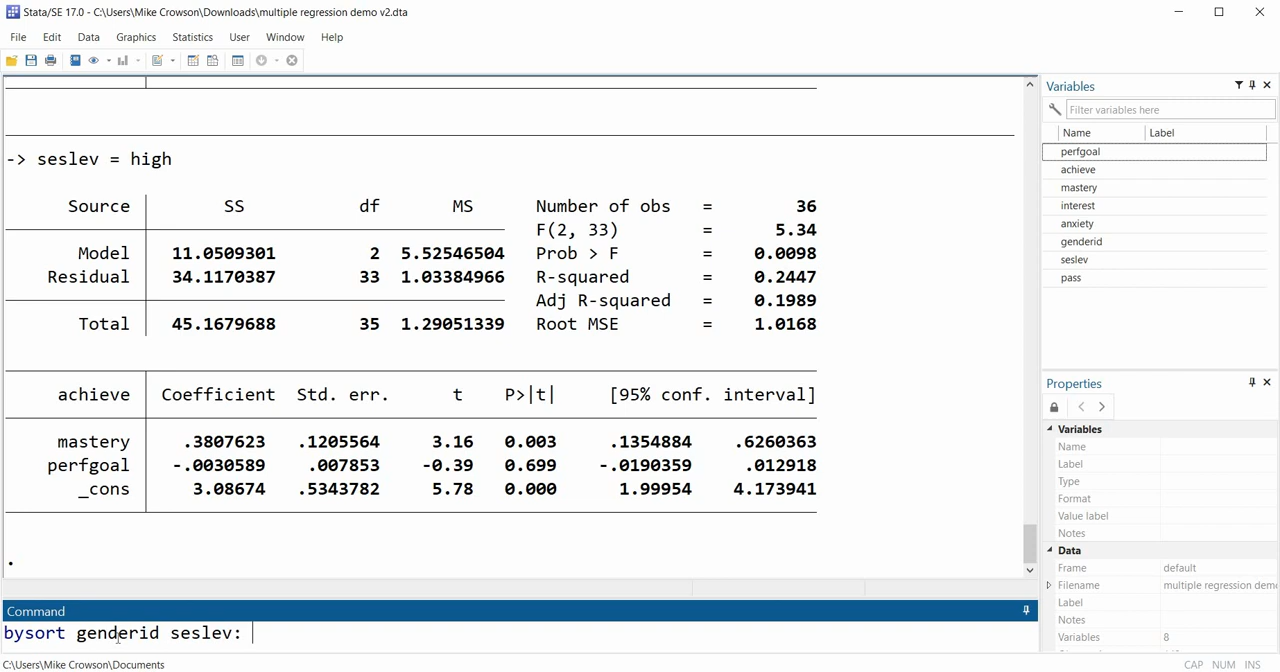 Stata/SE 17.0 - C:\Users\Mike Crowson\Downloads\multiple regression demo v2.dta
File Edit Data Graphics Statistics User Window Help
-> seslev = high
Source SS df MS Number of obs = 36
F(2, 33) = 5.34
Model 11.0509301 2 5.52546504 Prob > F = 0.0098
Residual 34.1170387 33 1.03384966 R-squared = 0.2447
Adj R-squared = 0.1989
Total 45.1679688 35 1.29051339 Root MSE = 1.0168
achieve Coefficient Std. err. t P>|t| [95% conf. interval]
mastery .3807623 .1205564 3.16 0.003 .1354884 .6260363
perfgoal -.0030589 .007853 -0.39 0.699 -.0190359 .012918
_cons 3.08674 .5343782 5.78 0.000 1.99954 4.173941
.
Command
bysort genderid seslev:
C:\Users\Mike Crowson\Documents
Variables
Filter variables here
Name Label
perfgoal
achieve
mastery
interest
anxiety
genderid
seslev
pass
Properties
Variables
Name
Label
Type
Format
Value label
Notes
Data
Frame default
Filename multiple regression demo
Label
Notes
Variables 8
CAP NUM INS